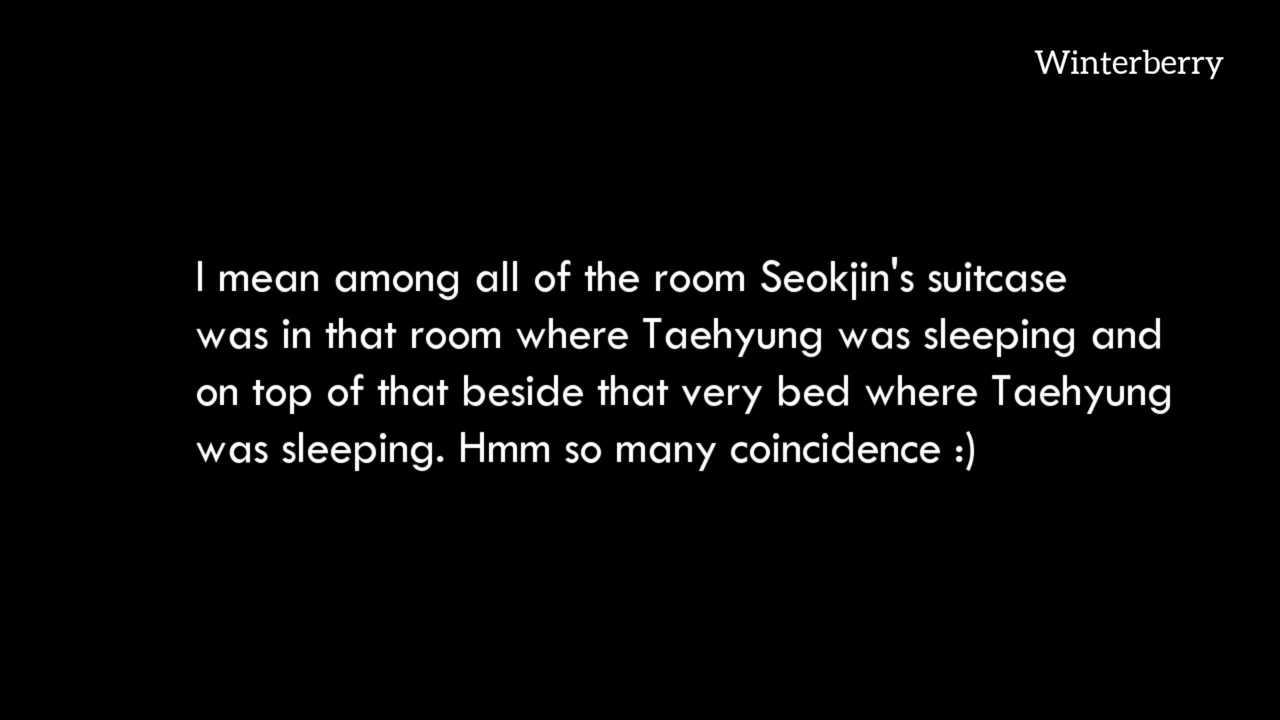 Winterberry
I mean among all of the room Seokjin's suitcase
was in that room where Taehyung was sleeping and
on top of that beside that very bed where Taehyung
was sleeping. Hmm so many coincidence :)